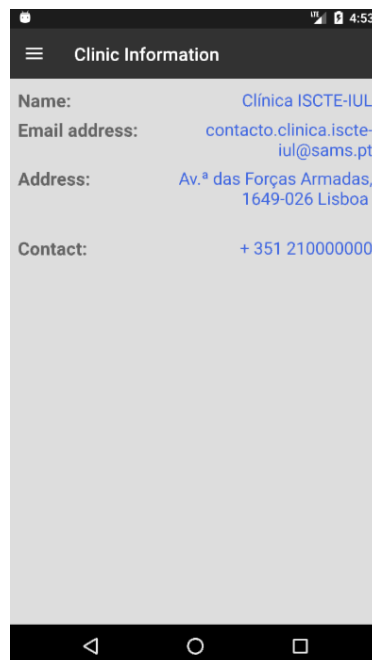 LTE 4:53
Clinic Information
Name: Clínica ISCTE-IUL
Email address: contacto.clinica.iscte-
iul@sams.pt
Address: Av.ª das Forças Armadas,
1649-026 Lisboa
Contact: + 351 210000000